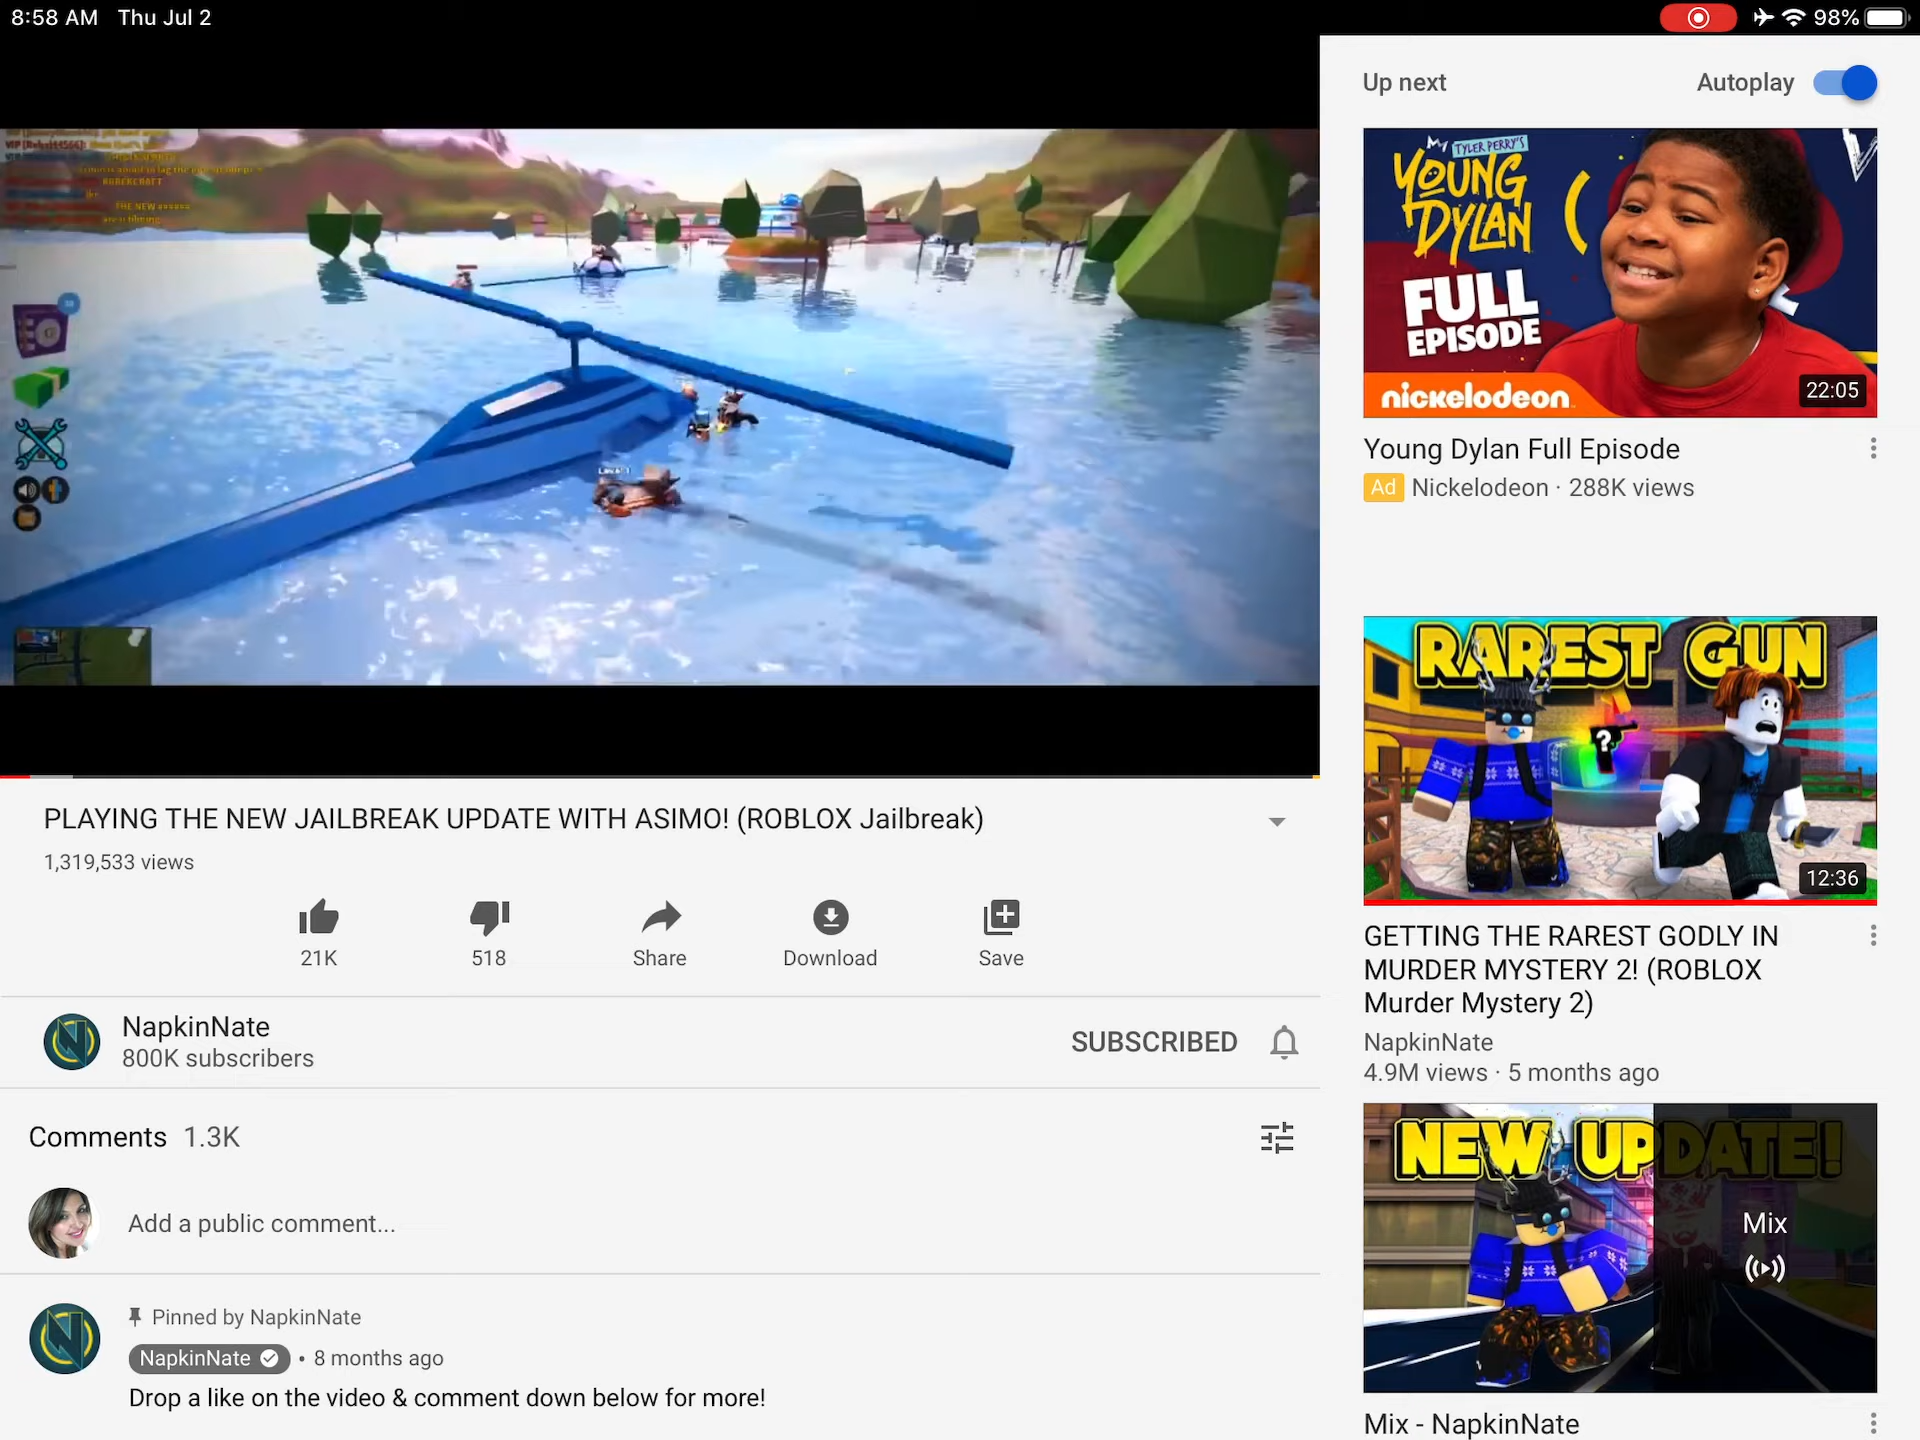 8:58 AM Thu Jul 2
98%
THE NEW
Up next
Autoplay
TYLER PERRY'S
YOUNG
DYLAN
FULL
EPISODE
nickelodeon
22:05
Young Dylan Full Episode
Ad Nickelodeon · 288K views
RAREST GUN
?
12:36
GETTING THE RAREST GODLY IN
MURDER MYSTERY 2! (ROBLOX
Murder Mystery 2)
NapkinNate
4.9M views · 5 months ago
NEW UPDATE!
Mix
Mix - NapkinNate
PLAYING THE NEW JAILBREAK UPDATE WITH ASIMO! (ROBLOX Jailbreak)
1,319,533 views
21K
518
Share
Download
Save
NapkinNate
800K subscribers
SUBSCRIBED
Comments 1.3K
Add a public comment...
Pinned by NapkinNate
NapkinNate • 8 months ago
Drop a like on the video & comment down below for more!